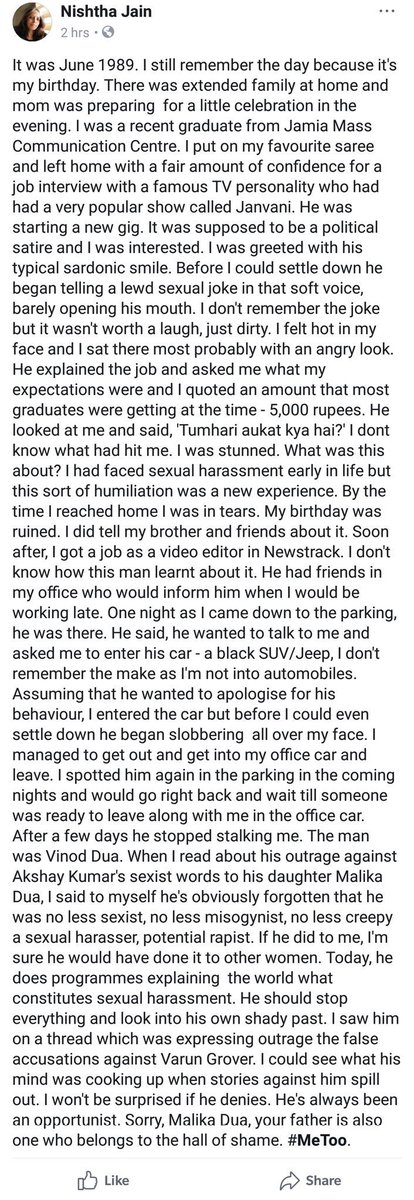 Nishtha Jain
2 hrs •
It was June 1989. I still remember the day because it's
my birthday. There was extended family at home and
mom was preparing for a little celebration in the
evening. I was a recent graduate from Jamia Mass
Communication Centre. I put on my favourite saree
and left home with a fair amount of confidence for a
job interview with a famous TV personality who had
had a very popular show called Janvani. He was
starting a new gig. It was supposed to be a political
satire and I was interested. I was greeted with his
typical sardonic smile. Before I could settle down he
began telling a lewd sexual joke in that soft voice,
barely opening his mouth. I don't remember the joke
but it wasn't worth a laugh, just dirty. I felt hot in my
face and I sat there most probably with an angry look.
He explained the job and asked me what my
expectations were and I quoted an amount that most
graduates were getting at the time - 5,000 rupees. He
looked at me and said, 'Tumhari aukat kya hai?' I dont
know what had hit me. I was stunned. What was this
about? I had faced sexual harassment early in life but
this sort of humiliation was a new experience. By the
time I reached home I was in tears. My birthday was
ruined. I did tell my brother and friends about it. Soon
after, I got a job as a video editor in Newstrack. I don't
know how this man learnt about it. He had friends in
my office who would inform him when I would be
working late. One night as I came down to the parking,
he was there. He said, he wanted to talk to me and
asked me to enter his car - a black SUV/Jeep, I don't
remember the make as I'm not into automobiles.
Assuming that he wanted to apologise for his
behaviour, I entered the car but before I could even
settle down he began slobbering all over my face. I
managed to get out and get into my office car and
leave. I spotted him again in the parking in the coming
nights and would go right back and wait till someone
was ready to leave along with me in the office car.
After a few days he stopped stalking me. The man
was Vinod Dua. When I read about his outrage against
Akshay Kumar's sexist words to his daughter Malika
Dua, I said to myself he's obviously forgotten that he
was no less sexist, no less misogynist, no less creepy
a sexual harasser, potential rapist. If he did to me, I'm
sure he would have done it to other women. Today, he
does programmes explaining the world what
constitutes sexual harassment. He should stop
everything and look into his own shady past. I saw him
on a thread which was expressing outrage the false
accusations against Varun Grover. I could see what his
mind was cooking up when stories against him spill
out. I won't be surprised if he denies. He's always been
an opportunist. Sorry, Malika Dua, your father is also
one who belongs to the hall of shame. #MeToo.
Like Share